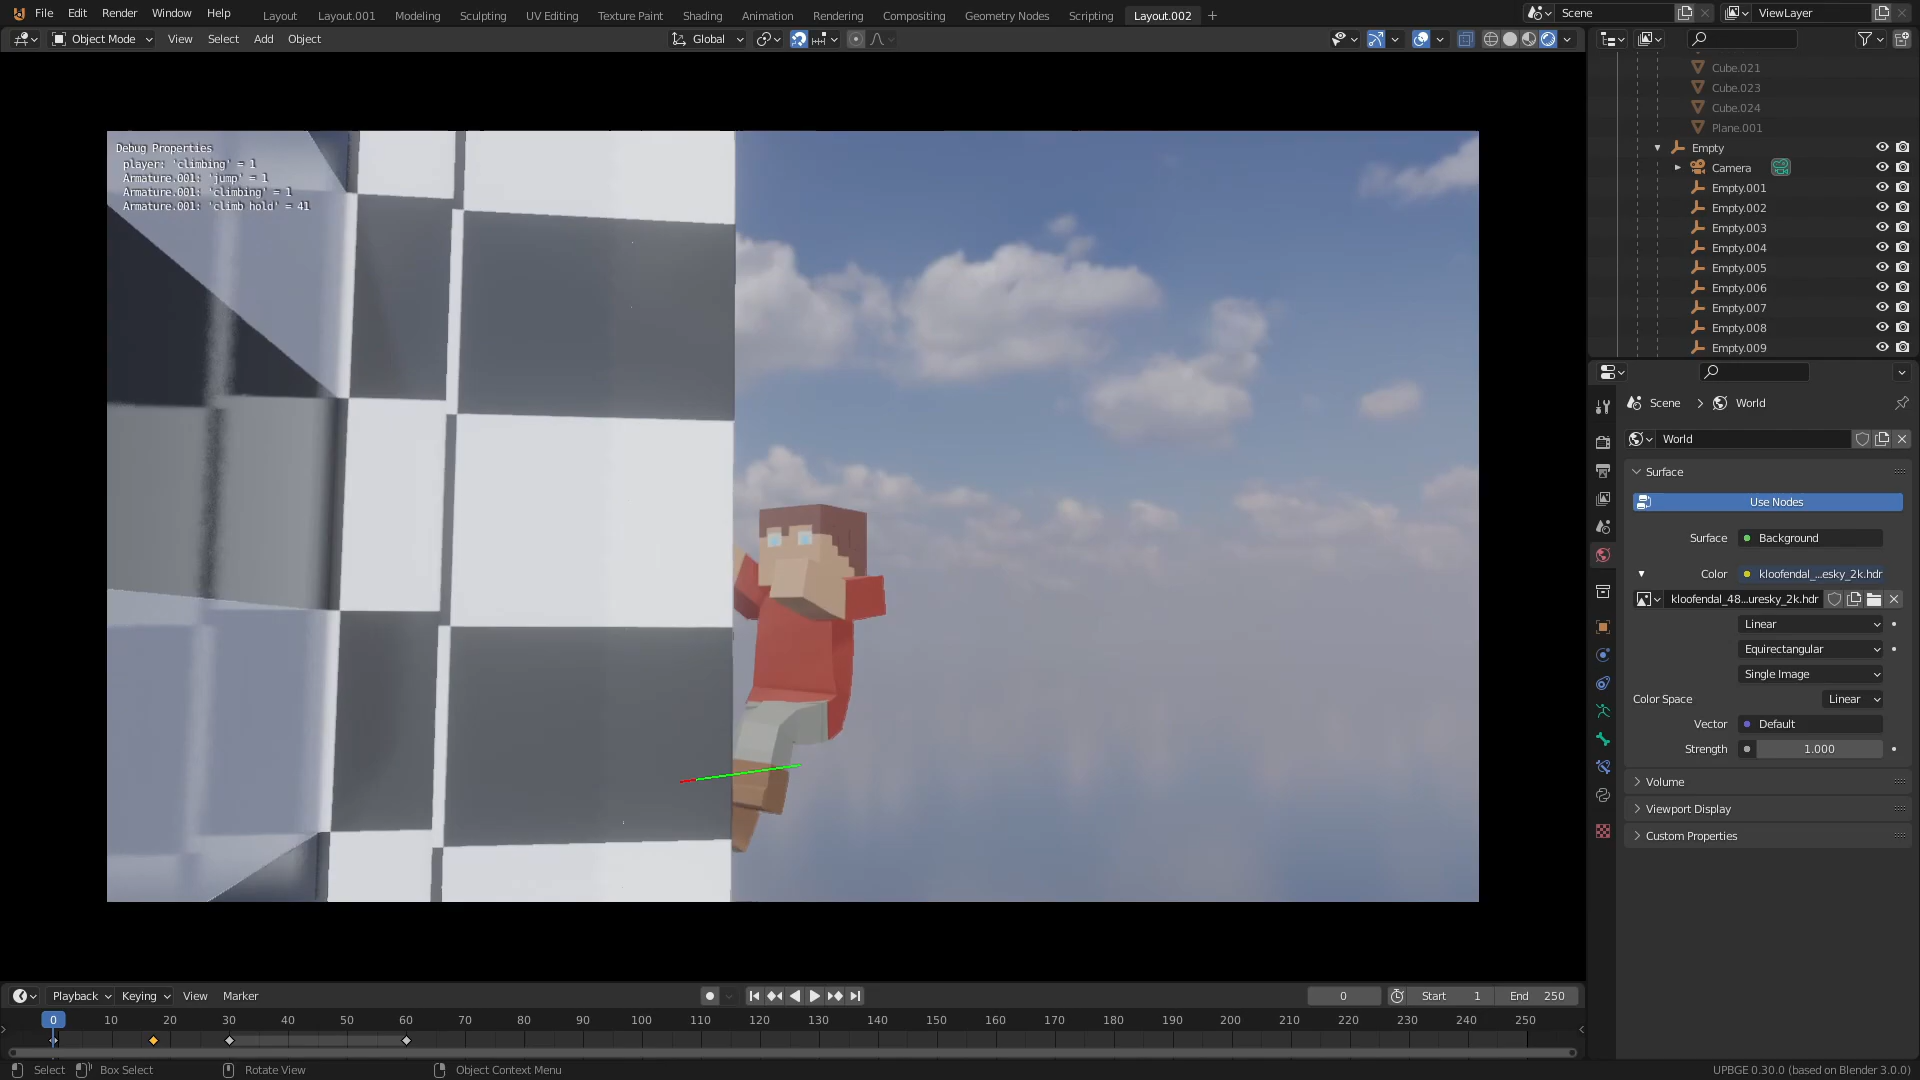 File Edit Render Window Help Layout Layout.001 Modeling Sculpting UV Editing Texture Paint Shading Animation Rendering Compositing Geometry Nodes Scripting Layout.002 + Scene ViewLayer
Object Mode View Select Add Object Global
Debug Properties
player: 'climbing' = 1
Armature.001: 'jump' = 1
Armature.001: 'climbing' = 1
Armature.001: 'climb hold' = 41
Cube.021
Cube.023
Cube.024
Plane.001
Empty
Camera
Empty.001
Empty.002
Empty.003
Empty.004
Empty.005
Empty.006
Empty.007
Empty.008
Empty.009
Scene > World
World
Surface
Use Nodes
Surface Background
Color kloofendal_...esky_2k.hdr
kloofendal_48...uresky_2k.hdr
Linear
Equirectangular
Single Image
Color Space Linear
Vector Default
Strength 1.000
Volume
Viewport Display
Custom Properties
Playback Keying View Marker 0 Start 1 End 250
0 10 20 30 40 50 60 70 80 90 100 110 120 130 140 150 160 170 180 190 200 210 220 230 240 250
Select Box Select Rotate View Object Context Menu UPBGE 0.30.0 (based on Blender 3.0.0)